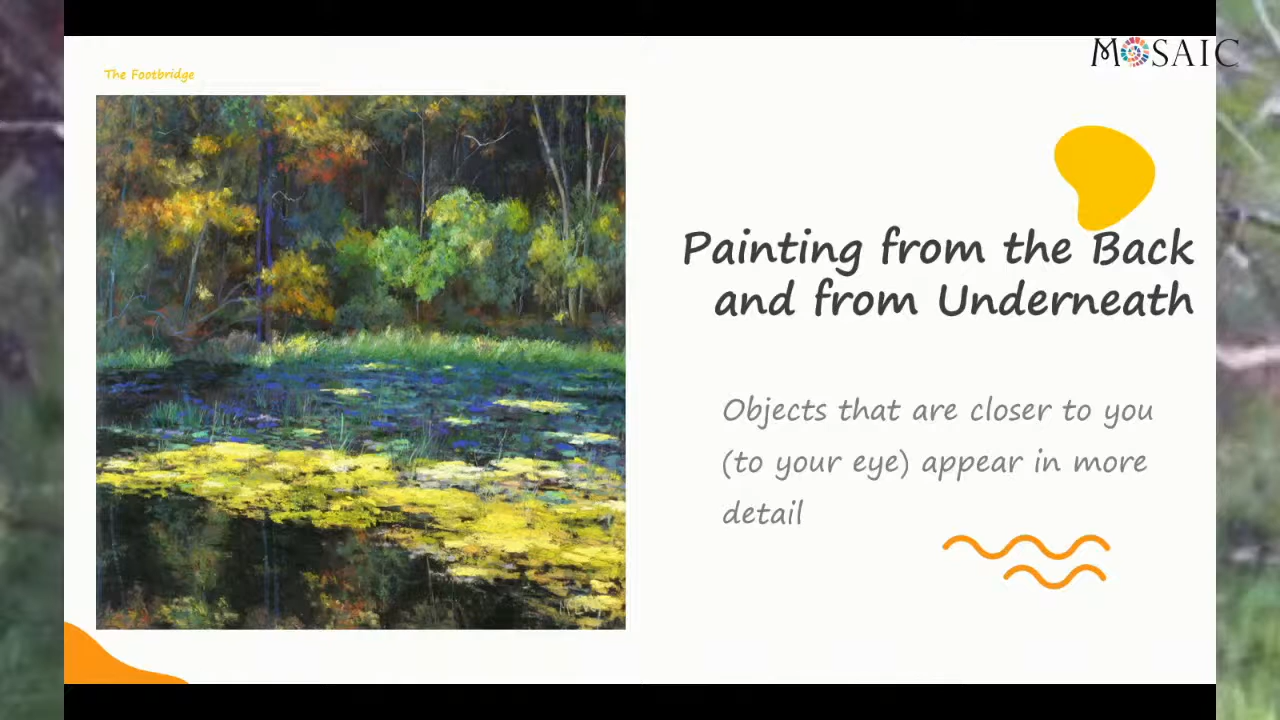 MOSAIC
The Footbridge
Painting from the Back
and from Underneath
Objects that are closer to you
(to your eye) appear in more
detail